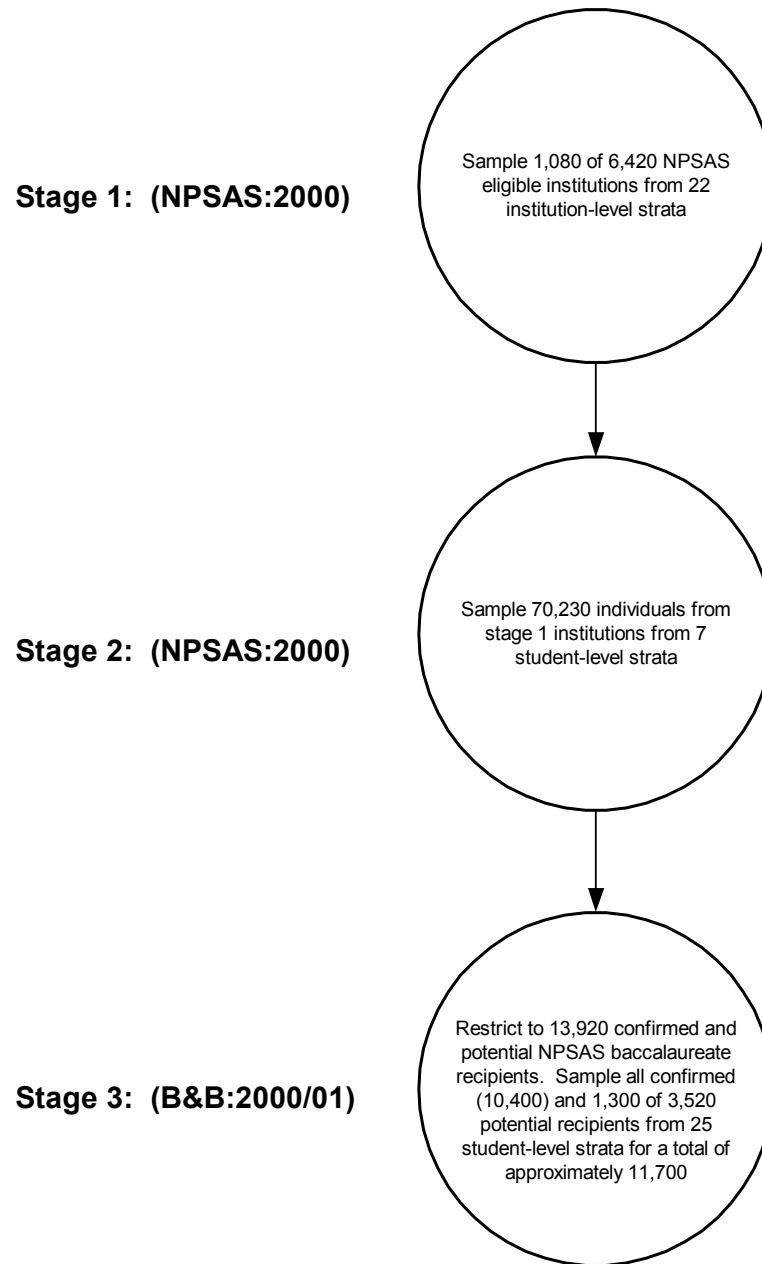 Stage 1: (NPSAS:2000)
Sample 1,080 of 6,420 NPSAS
eligible institutions from 22
institution-level strata
Stage 2: (NPSAS:2000)
Sample 70,230 individuals from
stage 1 institutions from 7
student-level strata
Stage 3: (B&B:2000/01)
Restrict to 13,920 confirmed and
potential NPSAS baccalaureate
recipients. Sample all confirmed
(10,400) and 1,300 of 3,520
potential recipients from 25
student-level strata for a total of
approximately 11,700